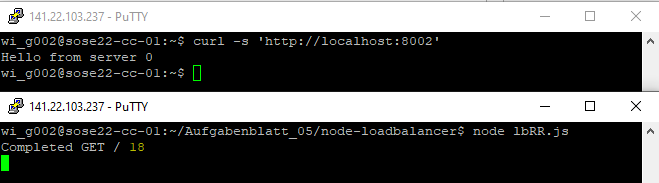 141.22.103.237 - PuTTY
wi_g002@sose22-cc-01:~$ curl -s 'http://localhost:8002'
Hello from server 0
wi_g002@sose22-cc-01:~$
141.22.103.237 - PuTTY
wi_g002@sose22-cc-01:~/Aufgabenblatt_05/node-loadbalancer$ node lbRR.js
Completed GET / 18